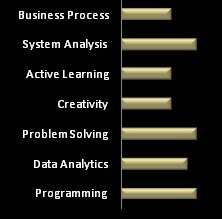 Business Process
System Analysis
Active Learning
Creativity
Problem Solving
Data Analytics
Programming